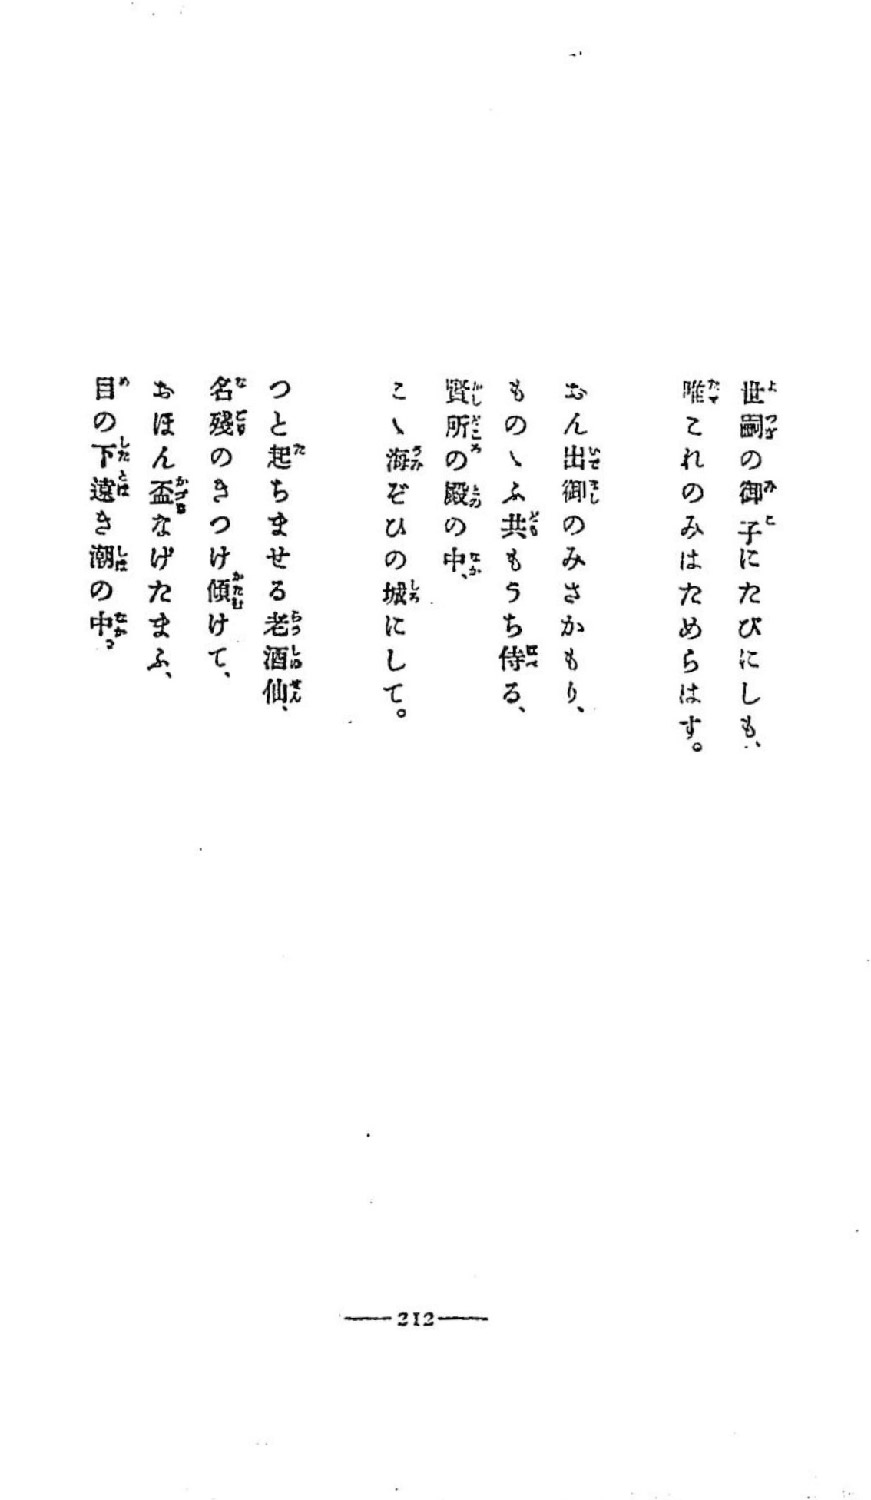 世嗣の御子にたびにしも、
唯これのみはためらはす。
おん出御のみさかもり、
ものゝふ共もうち侍る、
賢所の殿の中、
こゝ海ぞひの城にして。
つと起ちませる老酒仙、
名殘のきつけ傾けて、
おほん盃なげたまふ、
目の下遠き潮の中。
212